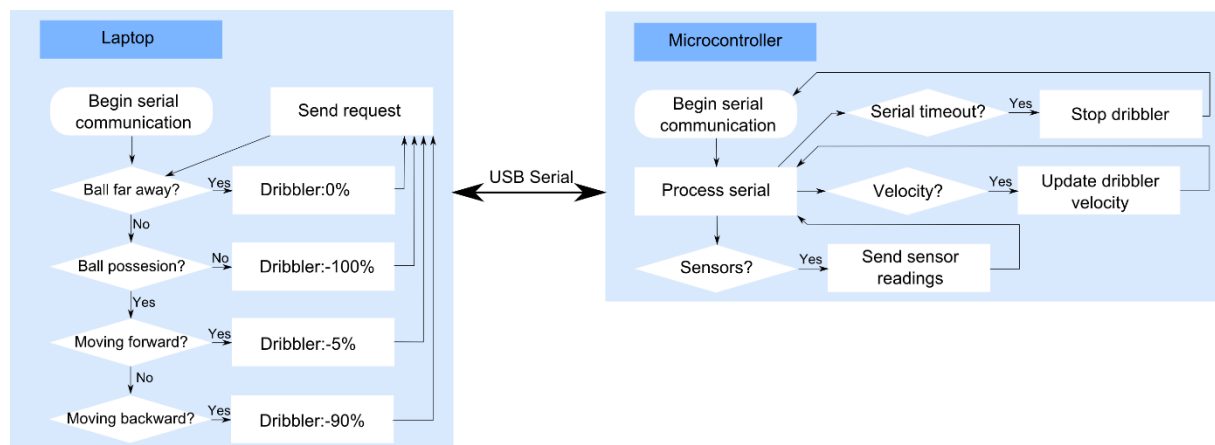 Laptop
Begin serial
communication
Send request
Ball far away?
Yes
Dribbler:0%
No
Ball possesion?
No
Dribbler:-100%
Yes
Moving forward?
Yes
Dribbler:-5%
No
Moving backward?
Yes
Dribbler:-90%
USB Serial
Microcontroller
Begin serial
communication
Serial timeout?
Yes
Stop dribbler
Process serial
Velocity?
Yes
Update dribbler
velocity
Sensors?
Yes
Send sensor
readings